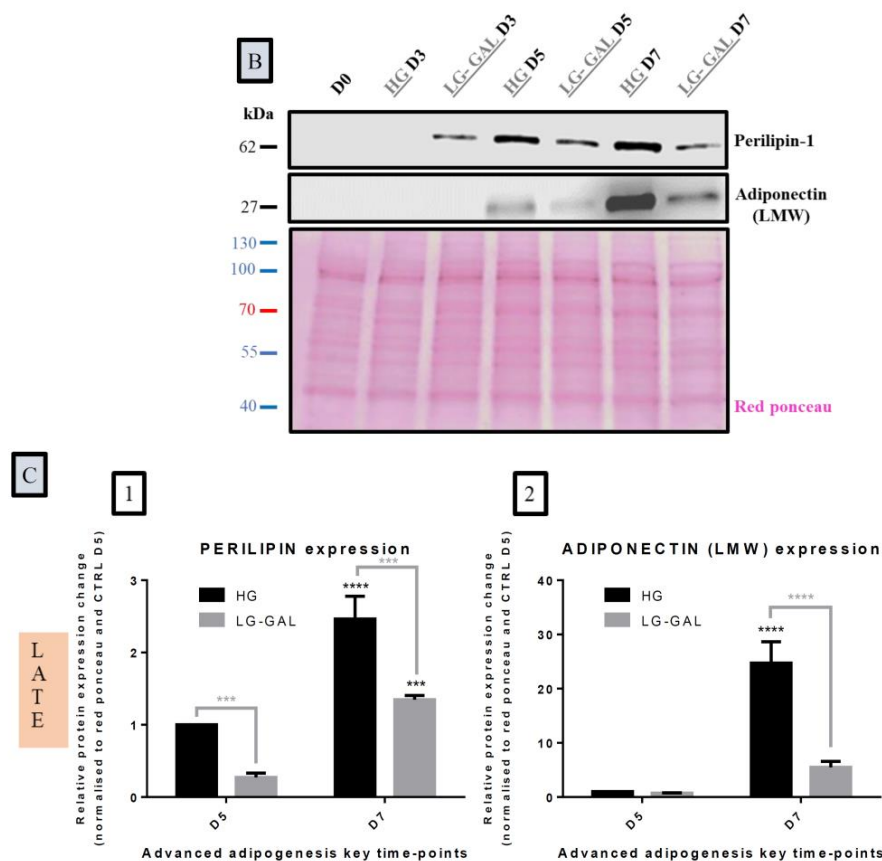 B
D0
HG D3
LG- GAL D3
HG D5
LG- GAL D5
HG D7
LG- GAL D7
kDa
62
Perilipin-1
27
Adiponectin
(LMW)
130
100
70
55
40
Red ponceau
C
LATE
1
PERILIPIN expression
Relative protein expression change
(normalised to red ponceau and CTRL D5)
4
3
2
1
0
HG
LG-GAL
***
****
***
***
D5
D7
Advanced adipogenesis key time-points
2
ADIPONECTIN (LMW) expression
Relative protein expression change
(normalised to red ponceau and CTRL D5)
40
30
20
10
0
HG
LG-GAL
****
****
D5
D7
Advanced adipogenesis key time-points